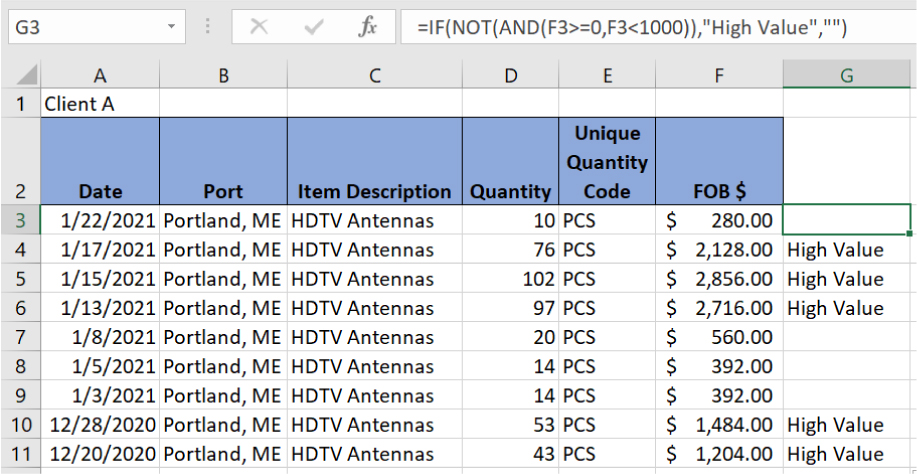 G3 fx =IF(NOT(AND(F3>=0,F3<1000)),"High Value","")
A B C D E F G
1 Client A
Unique
Quantity
2 Date Port Item Description Quantity Code FOB $
3 1/22/2021 Portland, ME HDTV Antennas 10 PCS $ 280.00
4 1/17/2021 Portland, ME HDTV Antennas 76 PCS $ 2,128.00 High Value
5 1/15/2021 Portland, ME HDTV Antennas 102 PCS $ 2,856.00 High Value
6 1/13/2021 Portland, ME HDTV Antennas 97 PCS $ 2,716.00 High Value
7 1/8/2021 Portland, ME HDTV Antennas 20 PCS $ 560.00
8 1/5/2021 Portland, ME HDTV Antennas 14 PCS $ 392.00
9 1/3/2021 Portland, ME HDTV Antennas 14 PCS $ 392.00
10 12/28/2020 Portland, ME HDTV Antennas 53 PCS $ 1,484.00 High Value
11 12/20/2020 Portland, ME HDTV Antennas 43 PCS $ 1,204.00 High Value